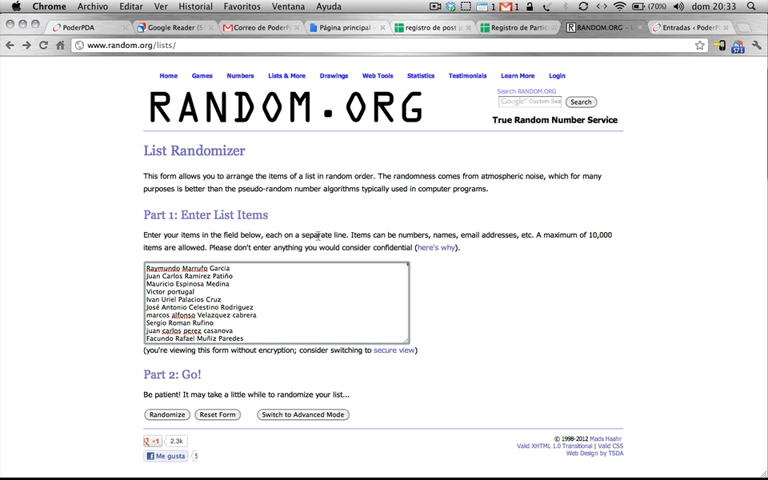 Chrome Archivo Editar Ver Historial Favoritos Ventana Ayuda 1 1 (70%) dom 20:33
PoderPDA Google Reader (5 Correo de PoderP Página principal – registro de post Registro de Partic RANDOM.ORG – Entradas ‹ PoderP
www.random.org/lists/
Home Games Numbers Lists & More Drawings Web Tools Statistics Testimonials Learn More Login
Search RANDOM.ORG
Google™ Custom Sea Search
RANDOM.ORG
True Random Number Service
List Randomizer
This form allows you to arrange the items of a list in random order. The randomness comes from atmospheric noise, which for many
purposes is better than the pseudo-random number algorithms typically used in computer programs.
Part 1: Enter List Items
Enter your items in the field below, each on a separate line. Items can be numbers, names, email addresses, etc. A maximum of 10,000
items are allowed. Please don't enter anything you would consider confidential (here's why).
Raymundo Marrufo Garcia
Juan Carlos Ramirez Patiño
Mauricio Espinosa Medina
Victor portugal
Ivan Uriel Palacios Cruz
José Antonio Celestino Rodriguez
marcos alfonso Velazquez cabrera
Sergio Roman Rufino
juan carlos perez casanova
Facundo Rafael Muñiz Paredes
(you're viewing this form without encryption; consider switching to secure view)
Part 2: Go!
Be patient! It may take a little while to randomize your list...
Randomize Reset Form Switch to Advanced Mode
+1 2.3k
Me gusta 5
© 1998-2012 Mads Haahr
Valid XHTML 1.0 Transitional | Valid CSS
Web Design by TSDA